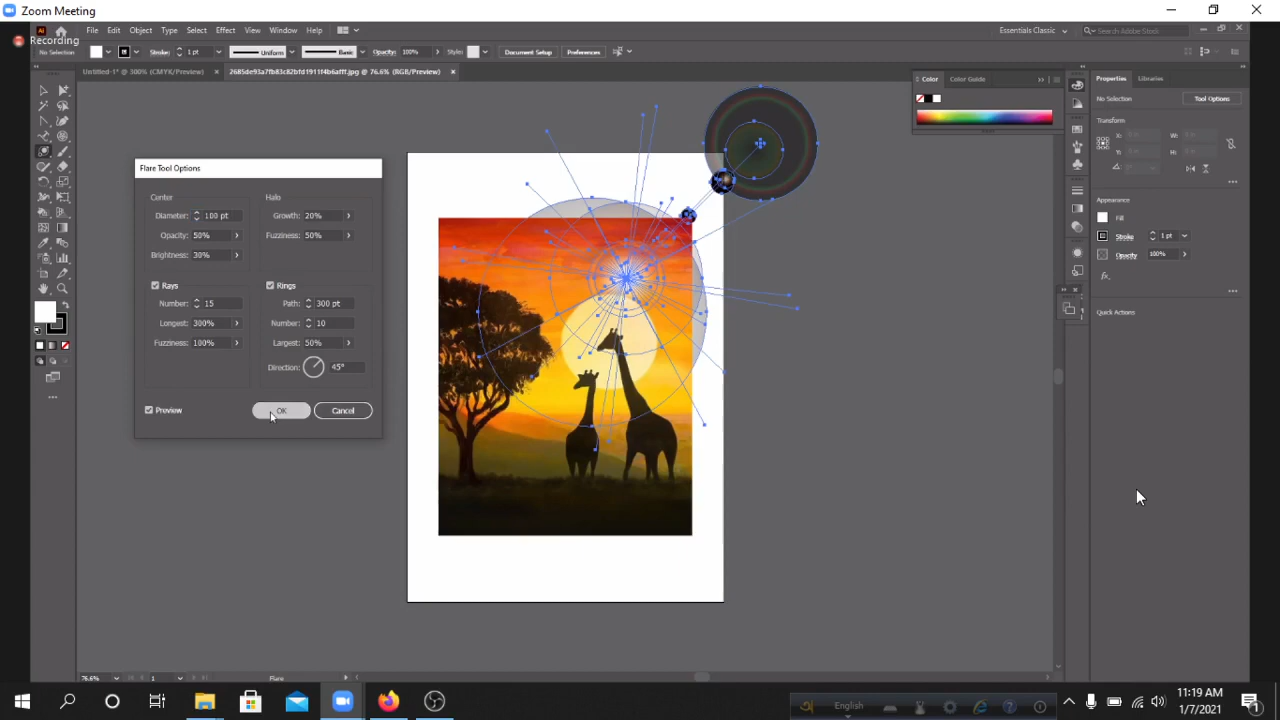 Zoom Meeting
Recording
File Edit Object Type Select Effect View Window Help
Essentials Classic
Search Adobe Stock
No Selection Stroke: 1 pt Uniform Basic Opacity: 100% Style: Document Setup Preferences
Untitled-1* @ 300% (CMYK/Preview)
2685de93a7fb83c82bfd1911f4b6afff.jpg @ 76.6% (RGB/Preview)
Color Color Guide
Properties Libraries
No Selection Tool Options
Transform
X:
W:
Y:
H:
Flare Tool Options
Center
Diameter: 100 pt
Opacity: 50%
Brightness: 30%
Halo
Growth: 20%
Fuzziness: 50%
Rays
Number: 15
Longest: 300%
Fuzziness: 100%
Rings
Path: 300 pt
Number: 10
Largest: 50%
Direction: 45°
Preview OK Cancel
Appearance
Fill
Stroke 1 pt
Opacity 100%
fx.
Quick Actions
76.6% 1 Flare
English
11:19 AM
1/7/2021